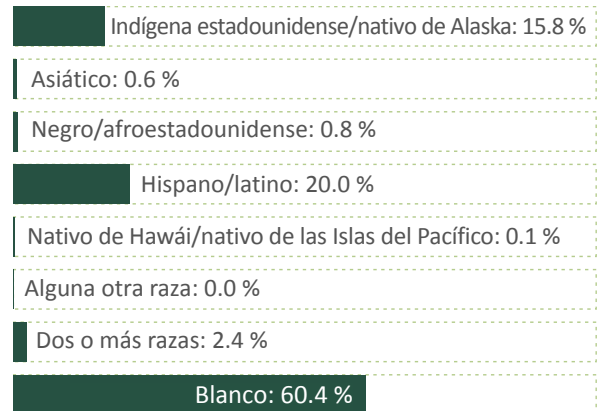 Indígena estadounidense/nativo de Alaska: 15.8 %
Asiático: 0.6 %
Negro/afroestadounidense: 0.8 %
Hispano/latino: 20.0 %
Nativo de Hawái/nativo de las Islas del Pacífico: 0.1 %
Alguna otra raza: 0.0 %
Dos o más razas: 2.4 %
Blanco: 60.4 %